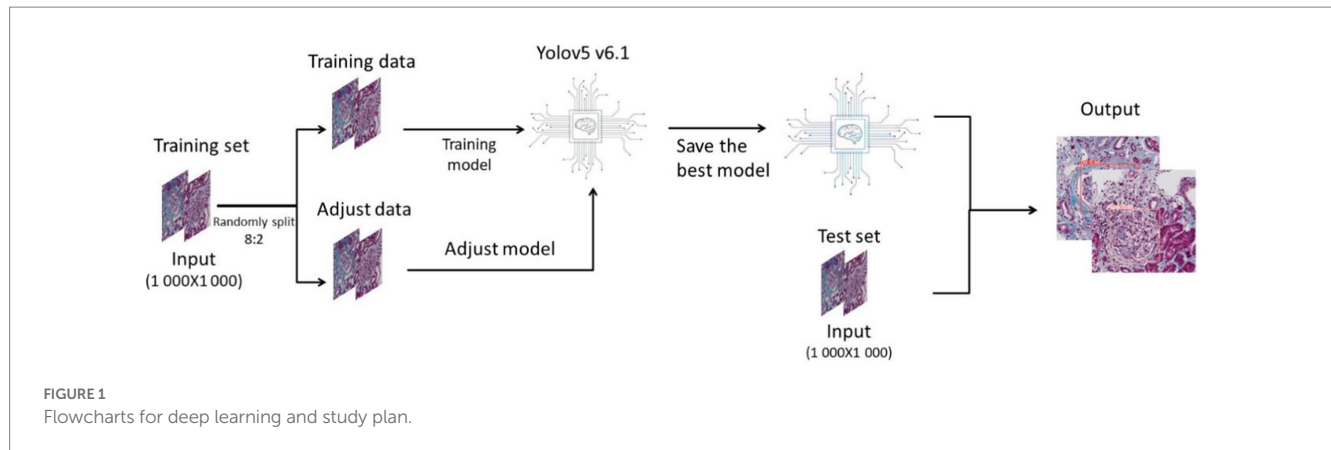 Training set
Input
(1 000X1 000)
Randomly split
8:2
Training data
Adjust data
Training
model
Adjust model
Yolov5 v6.1
Save the
best model
Test set
Input
(1 000X1 000)
Output
FIGURE 1
Flowcharts for deep learning and study plan.